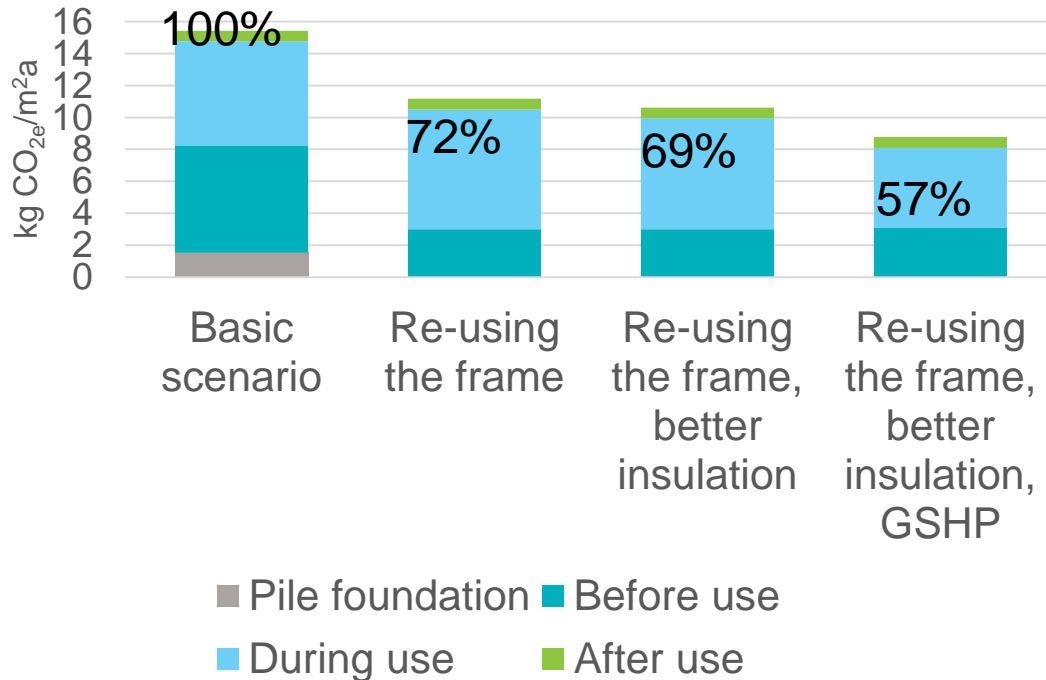 kg CO2e/m²a
16
14
12
10
8
6
4
2
0
100%
72%
69%
57%
Basic
scenario
Re-using
the frame
Re-using
the frame,
better
insulation
Re-using
the frame,
better
insulation,
GSHP
Pile foundation
Before use
During use
After use